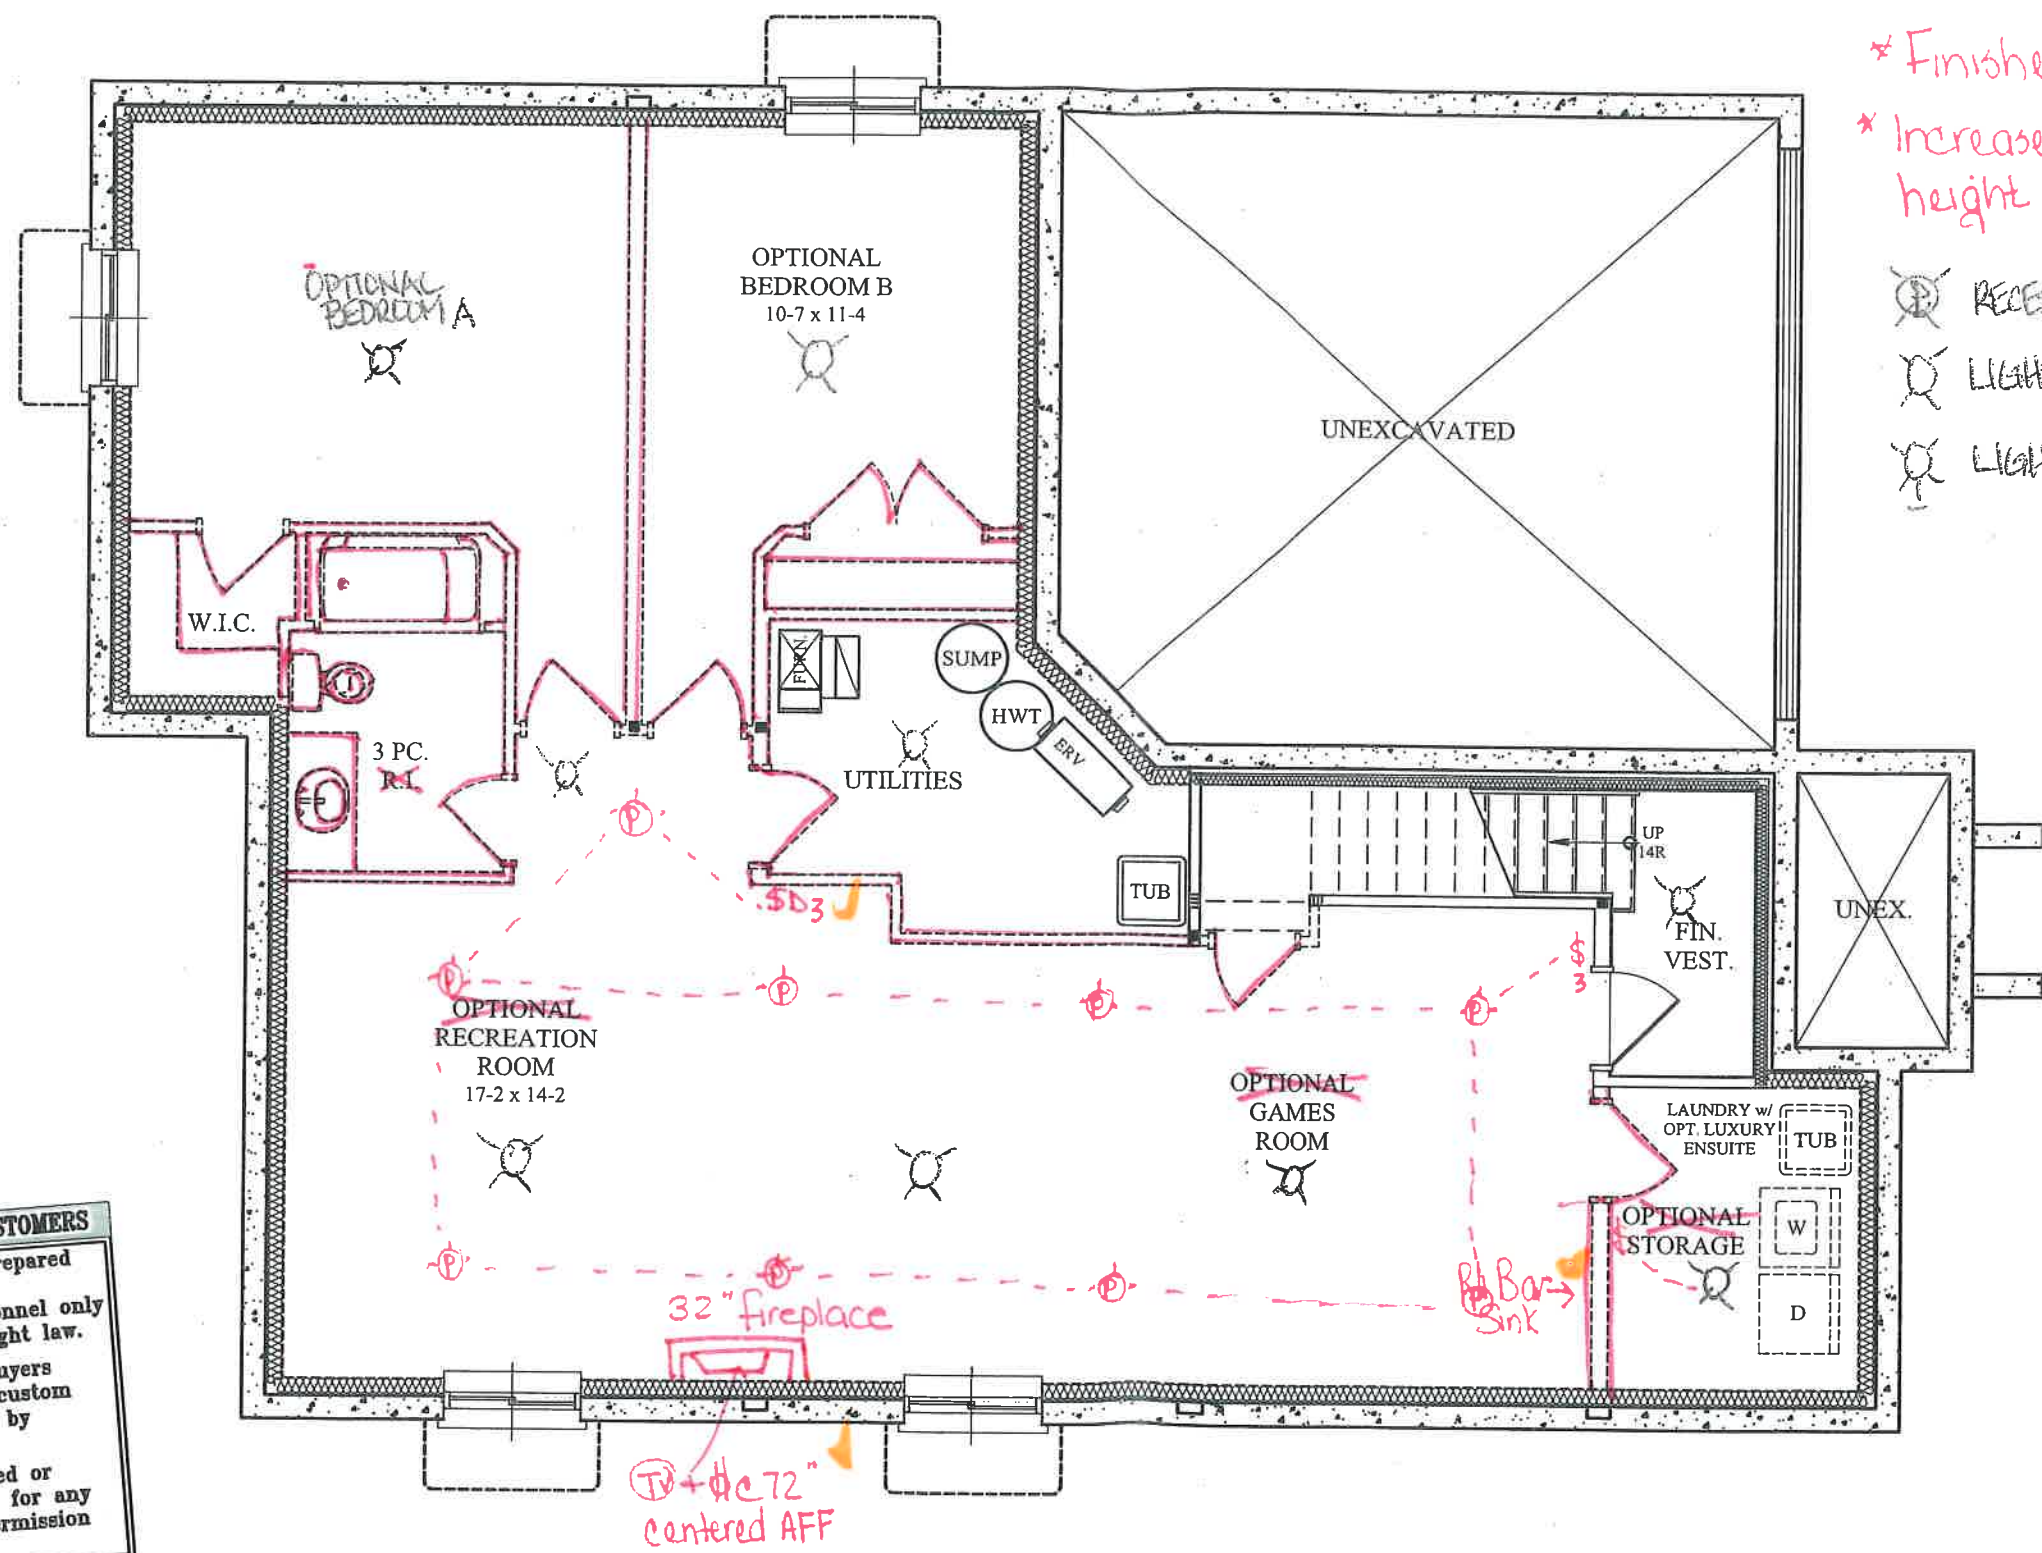 * Finishe
* Increase
height
P RECE
LIGH
LIGH
OPTIONAL
BEDROOM A
OPTIONAL
BEDROOM B
10-7 x 11-4
UNEXCAVATED
W.I.C.
FURN.
SUMP
HWT
ERV
3 PC.
R.I.
UTILITIES
P
$D3
TUB
UP
14R
FIN.
VEST.
UNEX.
$
3
P
P
P
P
OPTIONAL
RECREATION
ROOM
17-2 x 14-2
OPTIONAL
GAMES
ROOM
LAUNDRY w/
OPT. LUXURY
ENSUITE
TUB
OPTIONAL
STORAGE
W
D
P
P
P
P
Bar
Sink
32" fireplace
TV + 72"
centered AFF
STOMERS
repared
onnel only
ght law.
uyers
custom
by
ed or
for any
rmission